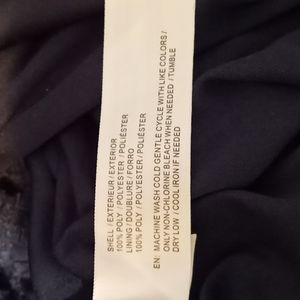 SHELL / EXTERIEUR / EXTERIOR
100% POLY / POLYESTER / POLIÉSTER
LINING / DOUBLURE / FORRO
100% POLY / POLYESTER / POLIÉSTER
EN: MACHINE WASH COLD GENTLE CYCLE WITH LIKE COLORS /
ONLY NON-CHLORINE BLEACH WHEN NEEDED / TUMBLE
DRY LOW / COOL IRON IF NEEDED